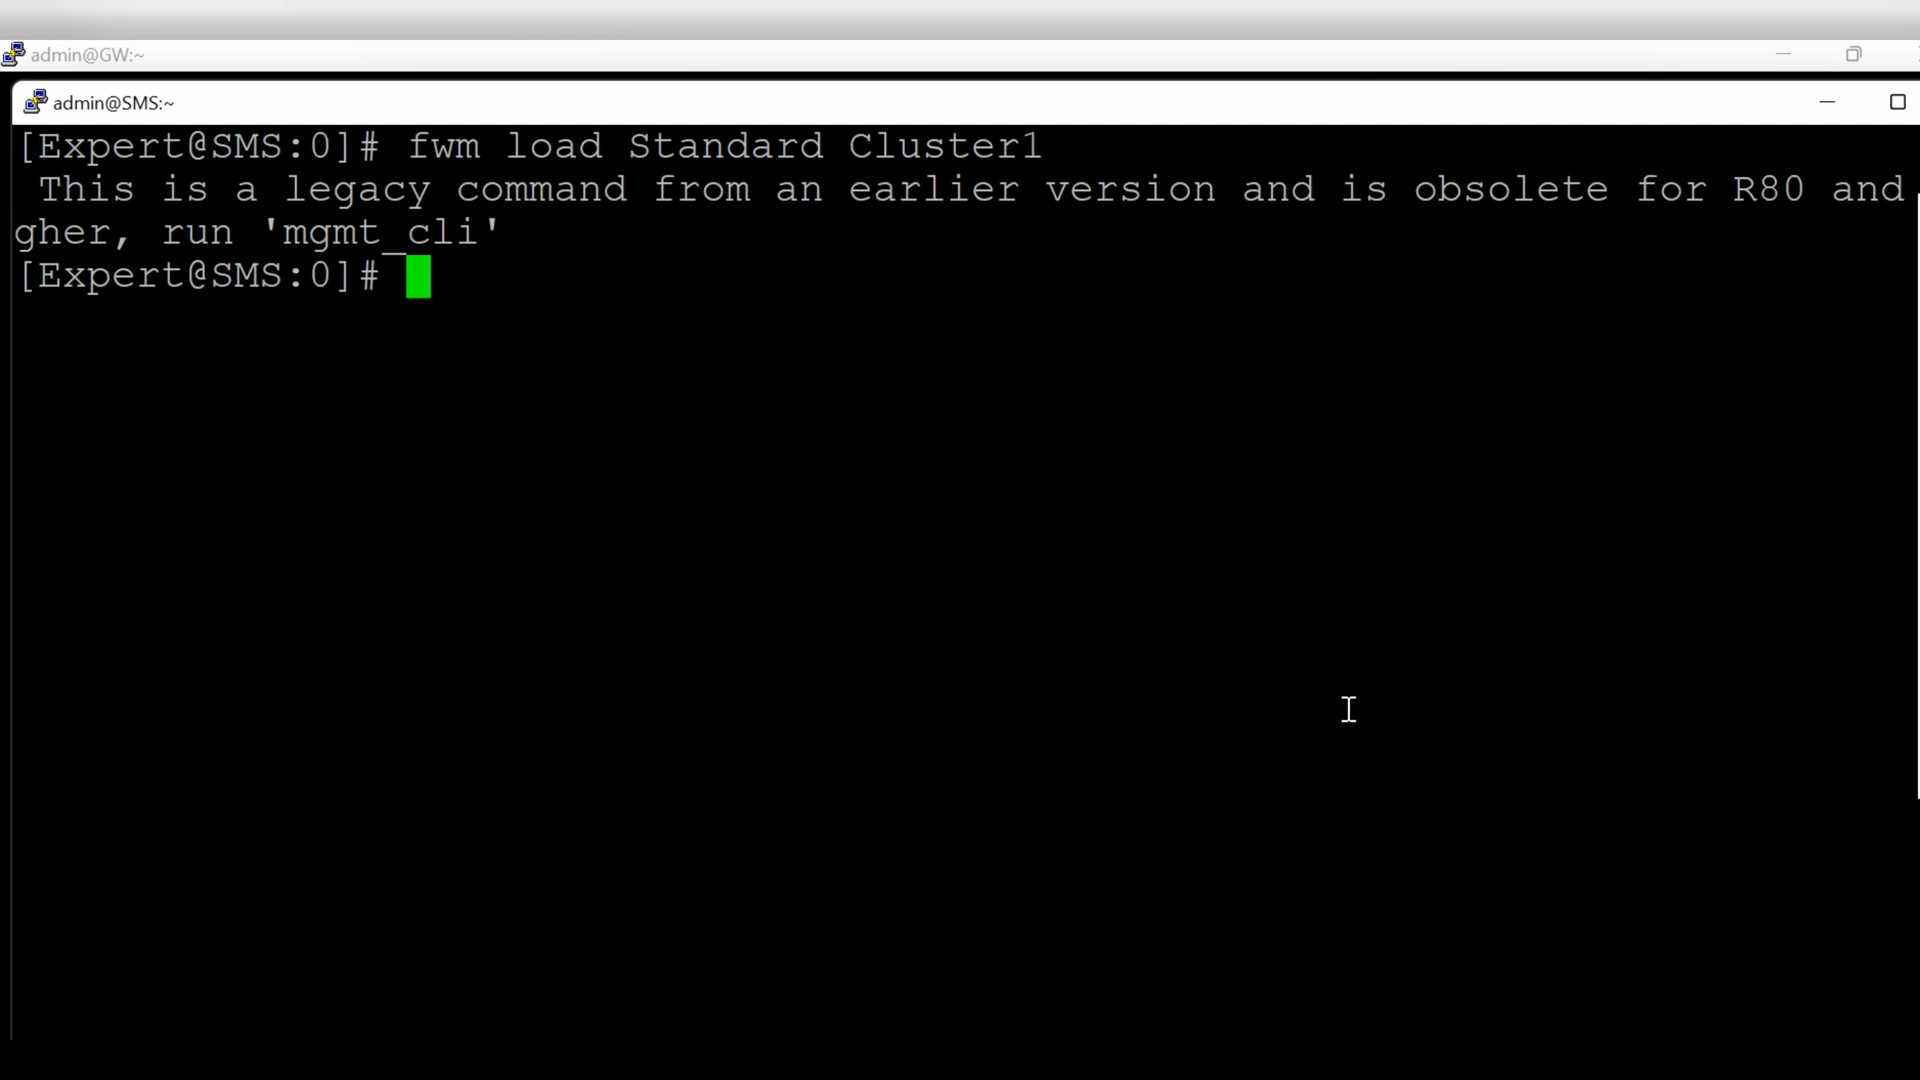 admin@GW:~
admin@SMS:~
[Expert@SMS:0]# fwm load Standard Cluster1
This is a legacy command from an earlier version and is obsolete for R80 and
gher, run 'mgmt_cli'
[Expert@SMS:0]#